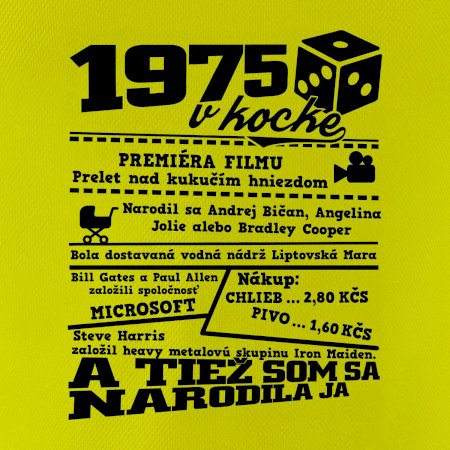 1975
v kocke
PREMIÉRA FILMU
Prelet nad kukučím hniezdom
Narodil sa Andrej Bičan, Angelina
Jolie alebo Bradley Cooper
Bola dostavaná vodná nádrž Liptovská Mara
Bill Gates a Paul Allen
založili spoločnosť
MICROSOFT
Nákup:
CHLIEB ... 2,80 KČS
PIVO ... 1,60 KČS
Steve Harris
založil heavy metalovú skupinu Iron Maiden.
A TIEŽ SOM SA
NARODILA JA